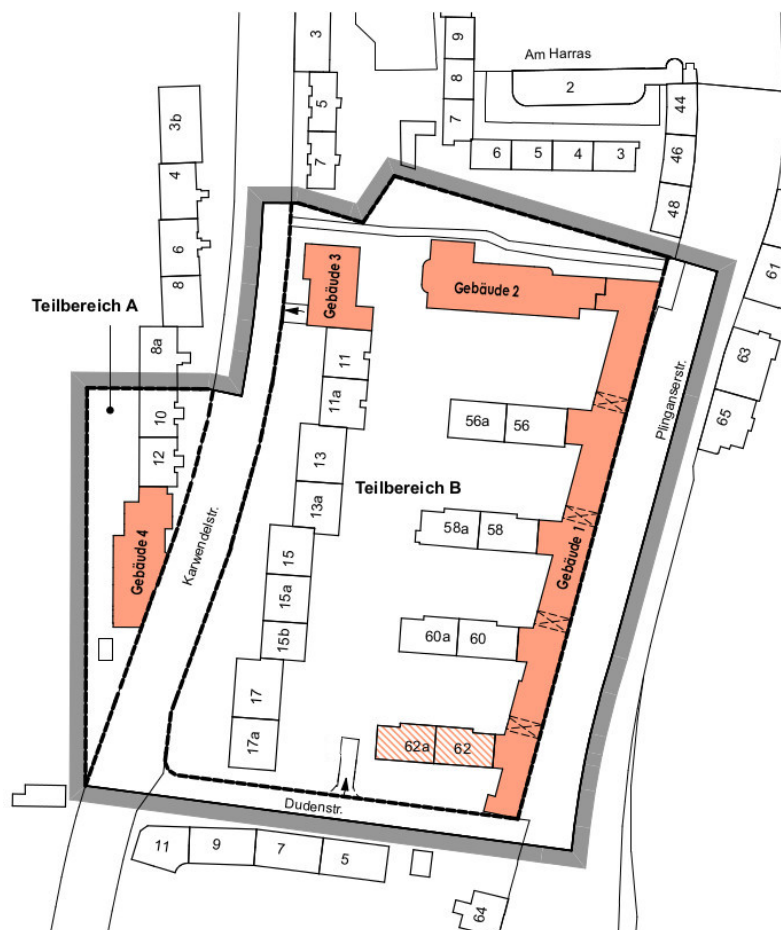 3
9
Am Harras
8
2
3b
5
44
7
7
4
6
5
4
3
46
48
6
61
8
Gebäude 3
Gebäude 2
Teilbereich A
8a
11
63
Plinganserstr.
11a
10
56a
56
65
12
13
Teilbereich B
13a
58a
58
Gebäude 1
Karwendelstr.
Gebäude 4
15
15a
15b
60a
60
17
17a
62a
62
Dudenstr.
11
9
7
5
64